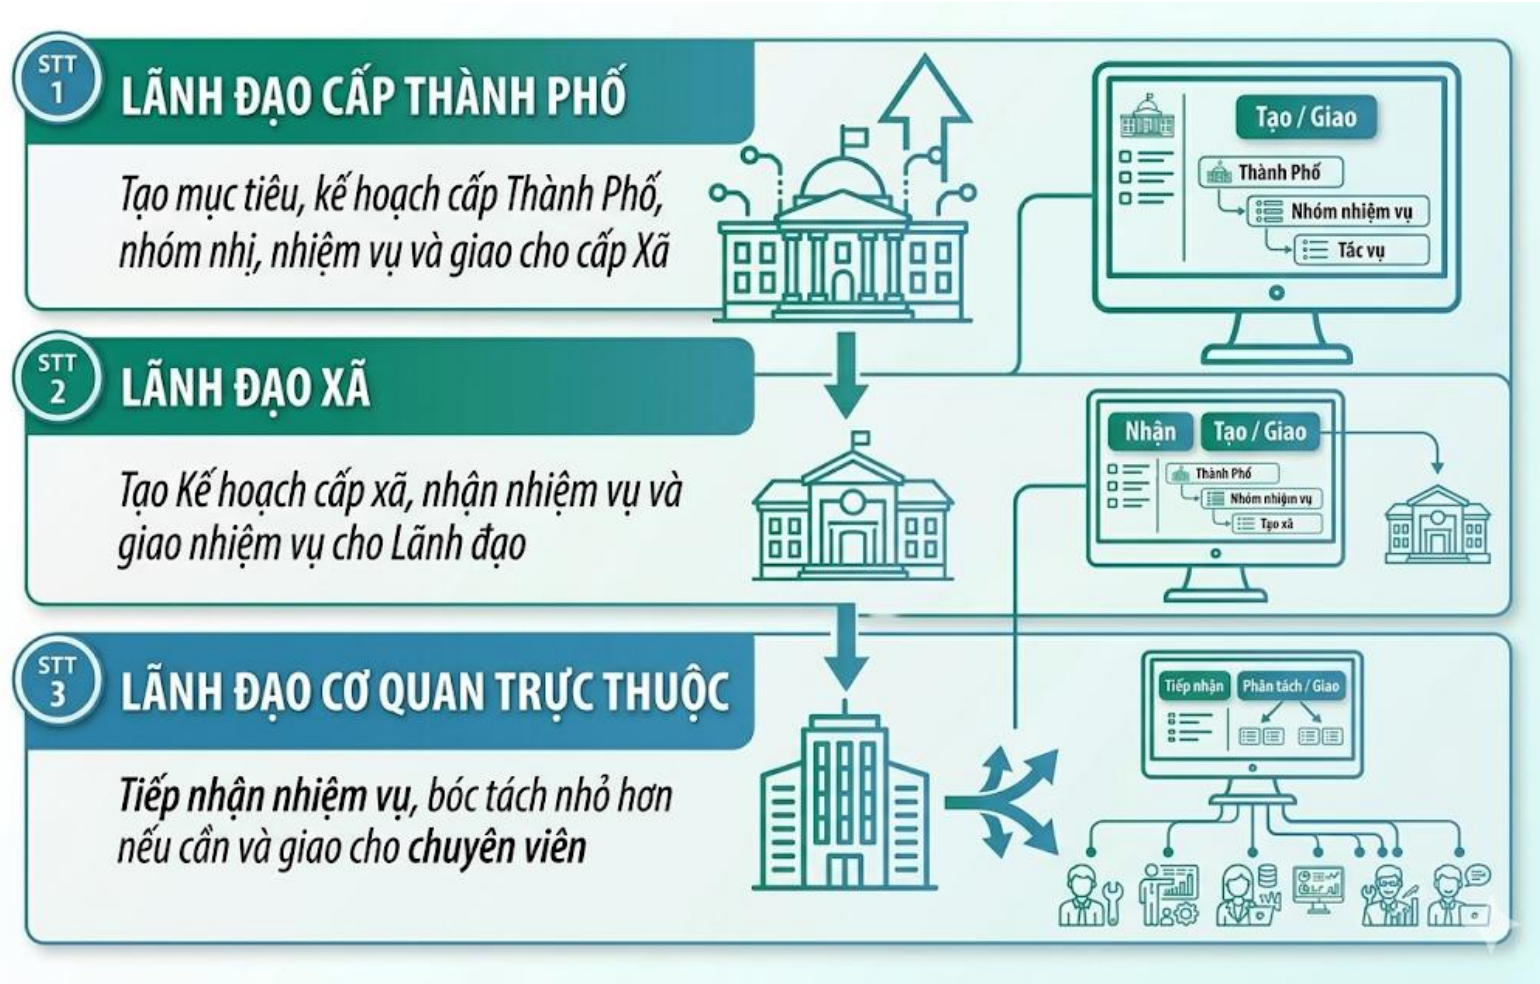 STT
1
LÃNH ĐẠO CẤP THÀNH PHỐ
Tạo mục tiêu, kế hoạch cấp Thành Phố,
nhóm nhị, nhiệm vụ và giao cho cấp Xã
Tạo / Giao
Thành Phố
Nhóm nhiệm vụ
Tác vụ
STT
2
LÃNH ĐẠO XÃ
Tạo Kế hoạch cấp xã, nhận nhiệm vụ và
giao nhiệm vụ cho Lãnh đạo
Nhận
Tạo / Giao
Thành Phố
Nhóm nhiệm vụ
Tạo xã
STT
3
LÃNH ĐẠO CƠ QUAN TRỰC THUỘC
Tiếp nhận nhiệm vụ, bóc tách nhỏ hơn
nếu cần và giao cho chuyên viên
Tiếp nhận
Phân tách / Giao